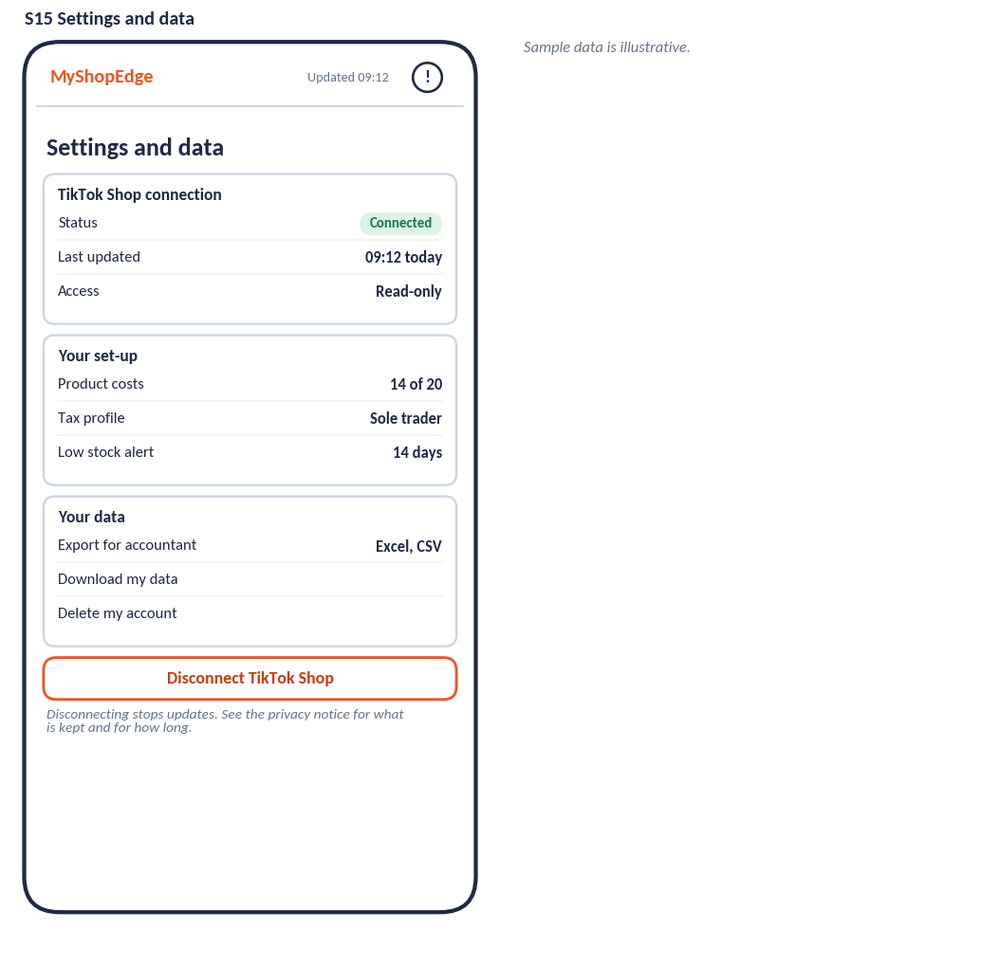 S15 Settings and data
Sample data is illustrative.
MyShopEdge
Updated 09:12
!
Settings and data
TikTok Shop connection
Status Connected
Last updated 09:12 today
Access Read-only
Your set-up
Product costs 14 of 20
Tax profile Sole trader
Low stock alert 14 days
Your data
Export for accountant Excel, CSV
Download my data
Delete my account
Disconnect TikTok Shop
Disconnecting stops updates. See the privacy notice for what
is kept and for how long.